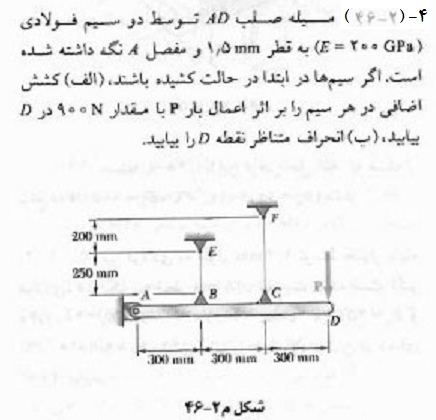 ۴-(۲-۴۶) میله صلب AD توسط دو سیم فولادی
(E = ۲۰۰ GPa) به قطر ۱٫۵ mm و مفصل A نگه داشته شده
است. اگر سیم‌ها در ابتدا در حالت کشیده باشند، (الف) کشش
اضافی در هر سیم را بر اثر اعمال بار P با مقدار ۹۰۰ N در D
بیابید، (ب) انحراف متناظر نقطه D را بیابید.
F
200 mm
E
250 mm
A B C P
D
300 mm 300 mm 300 mm
شکل م۲-۴۶